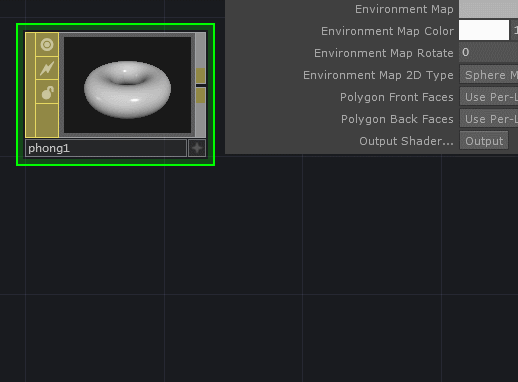 Environment Map
Environment Map Color
Environment Map Rotate 0
Environment Map 2D Type Sphere M
Polygon Front Faces Use Per-L
Polygon Back Faces Use Per-L
Output Shader... Output
phong1